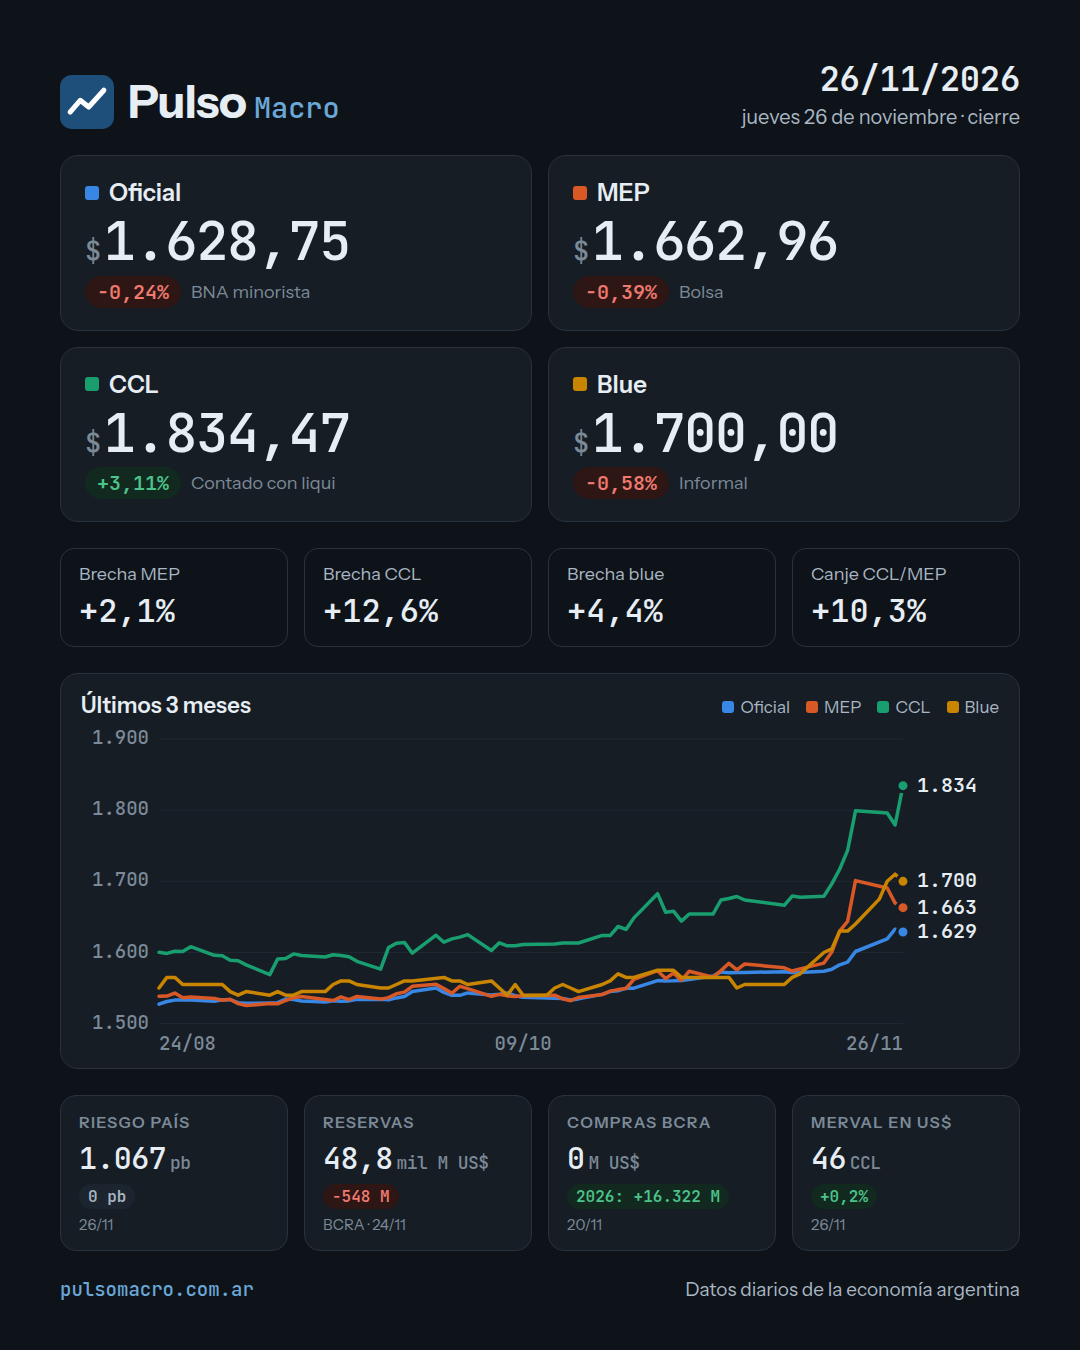 Pulso Macro
26/11/2026
jueves 26 de noviembre · cierre
Oficial
$1.628,75
-0,24% BNA minorista
MEP
$1.662,96
-0,39% Bolsa
CCL
$1.834,47
+3,11% Contado con liqui
Blue
$1.700,00
-0,58% Informal
Brecha MEP
+2,1%
Brecha CCL
+12,6%
Brecha blue
+4,4%
Canje CCL/MEP
+10,3%
Últimos 3 meses
Oficial MEP CCL Blue
1.900
1.800
1.700
1.600
1.500
1.834
1.700
1.663
1.629
24/08 09/10 26/11
RIESGO PAÍS
1.067 pb
0 pb
26/11
RESERVAS
48,8 mil M US$
-548 M
BCRA · 24/11
COMPRAS BCRA
0 M US$
2026: +16.322 M
20/11
MERVAL EN US$
46 CCL
+0,2%
26/11
pulsomacro.com.ar
Datos diarios de la economía argentina